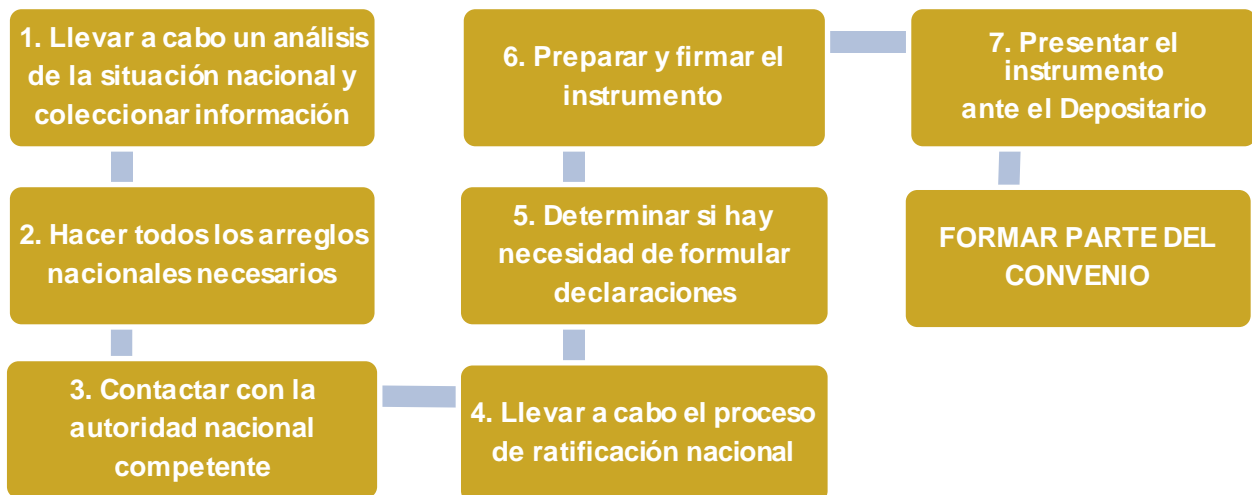 1. Llevar a cabo un análisis
de la situación nacional y
coleccionar información
2. Hacer todos los arreglos
nacionales necesarios
3. Contactar con la
autoridad nacional
competente
4. Llevar a cabo el proceso
de ratificación nacional
5. Determinar si hay
necesidad de formular
declaraciones
6. Preparar y firmar el
instrumento
7. Presentar el
instrumento
ante el Depositario
FORMAR PARTE DEL
CONVENIO